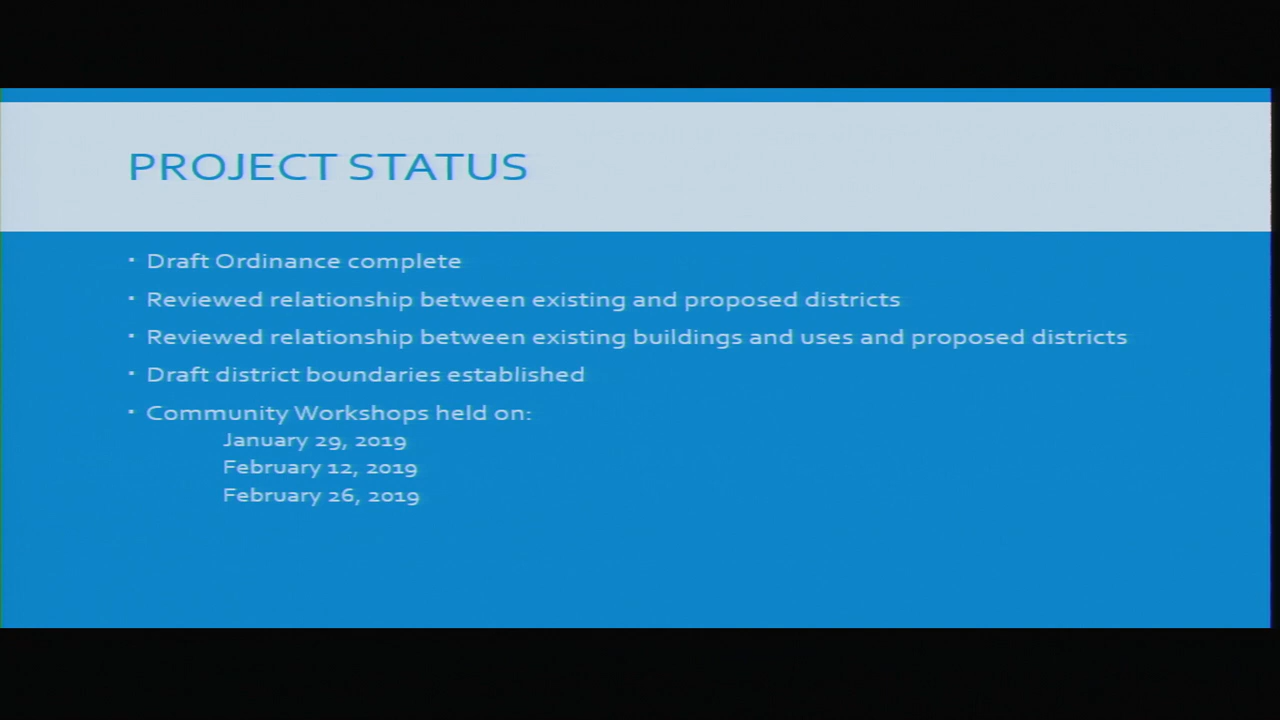 PROJECT STATUS
▪ Draft Ordinance complete
▪ Reviewed relationship between existing and proposed districts
▪ Reviewed relationship between existing buildings and uses and proposed districts
▪ Draft district boundaries established
▪ Community Workshops held on:
January 29, 2019
February 12, 2019
February 26, 2019